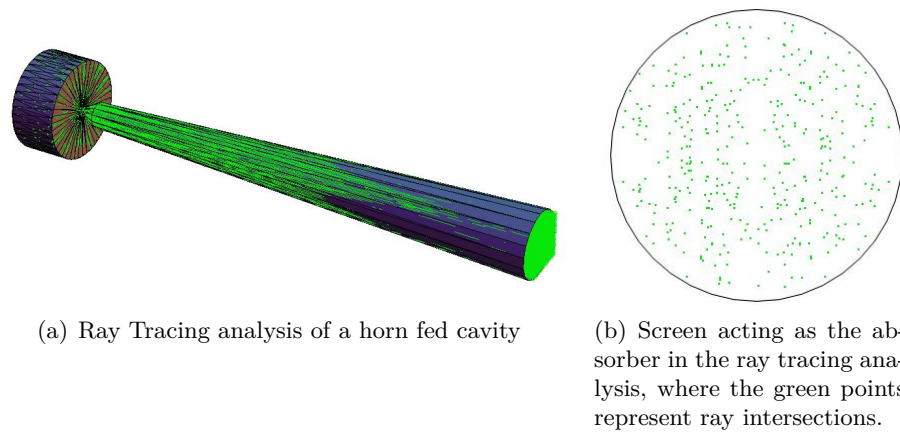 (a) Ray Tracing analysis of a horn fed cavity
(b) Screen acting as the ab-
sorber in the ray tracing ana-
lysis, where the green points
represent ray intersections.